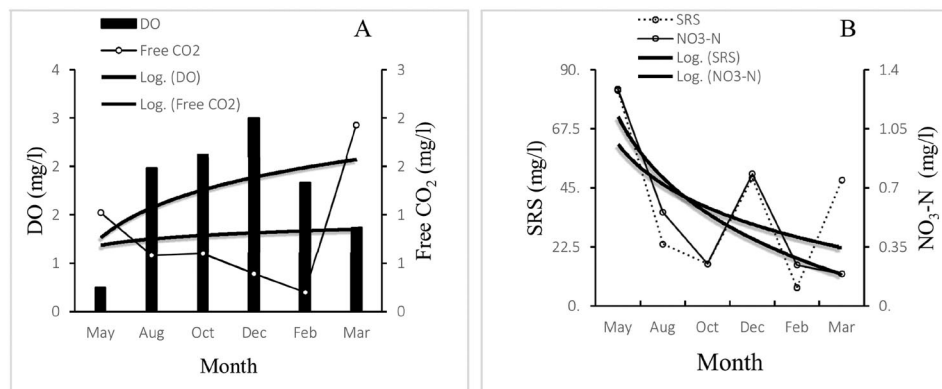 DO
A
Free CO2
Log. (DO)
Log. (Free CO2)
4
3
2
2
1
1
0
DO (mg/l)
3
2
2
1
1
0
Free CO2 (mg/l)
May Aug Oct Dec Feb Mar
Month
SRS
B
NO3-N
Log. (SRS)
Log. (NO3-N)
90.
67.5
45.
22.5
0.
SRS (mg/l)
1.4
1.05
0.7
0.35
0.
NO3-N (mg/l)
May Aug Oct Dec Feb Mar
Month